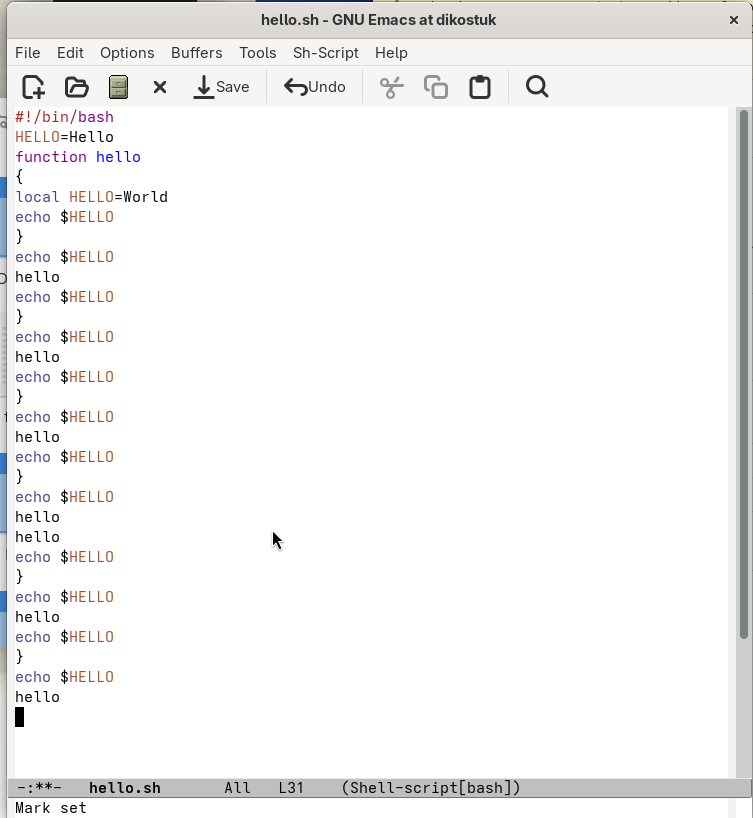 hello.sh - GNU Emacs at dikostuk
File Edit Options Buffers Tools Sh-Script Help
Save Undo
#!/bin/bash
HELLO=Hello
function hello
{
local HELLO=World
echo $HELLO
}
echo $HELLO
hello
echo $HELLO
}
echo $HELLO
hello
echo $HELLO
}
echo $HELLO
hello
echo $HELLO
}
echo $HELLO
hello
hello
echo $HELLO
}
echo $HELLO
hello
echo $HELLO
}
echo $HELLO
hello
-:**- hello.sh All L31 (Shell-script[bash])
Mark set